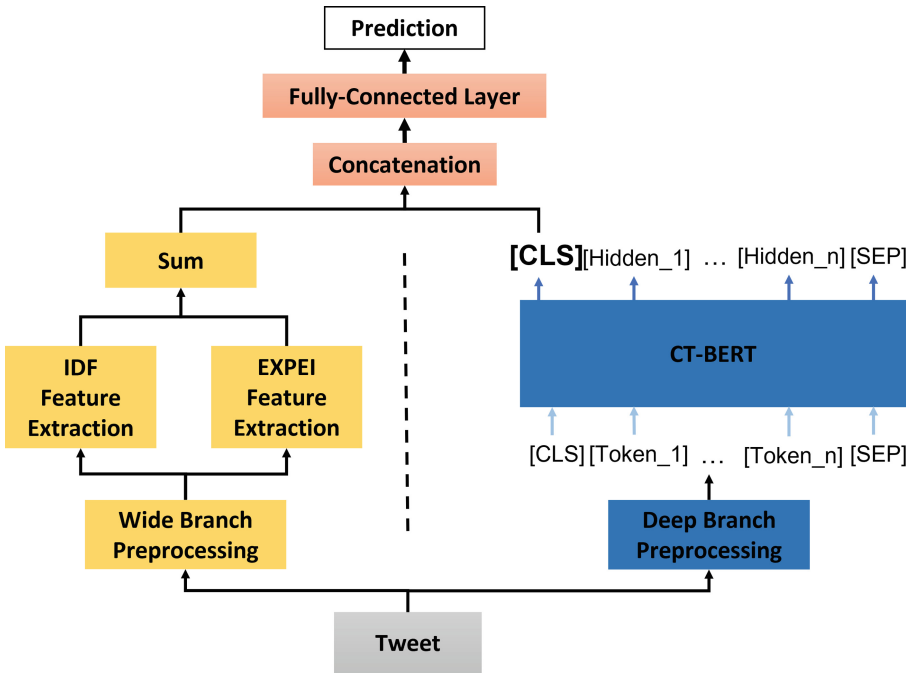 Prediction
Fully-Connected Layer
Concatenation
Sum
[CLS] [Hidden_1] ... [Hidden_n] [SEP]
IDF
Feature
Extraction
EXPEI
Feature
Extraction
CT-BERT
[CLS] [Token_1] ... [Token_n] [SEP]
Wide Branch
Preprocessing
Deep Branch
Preprocessing
Tweet